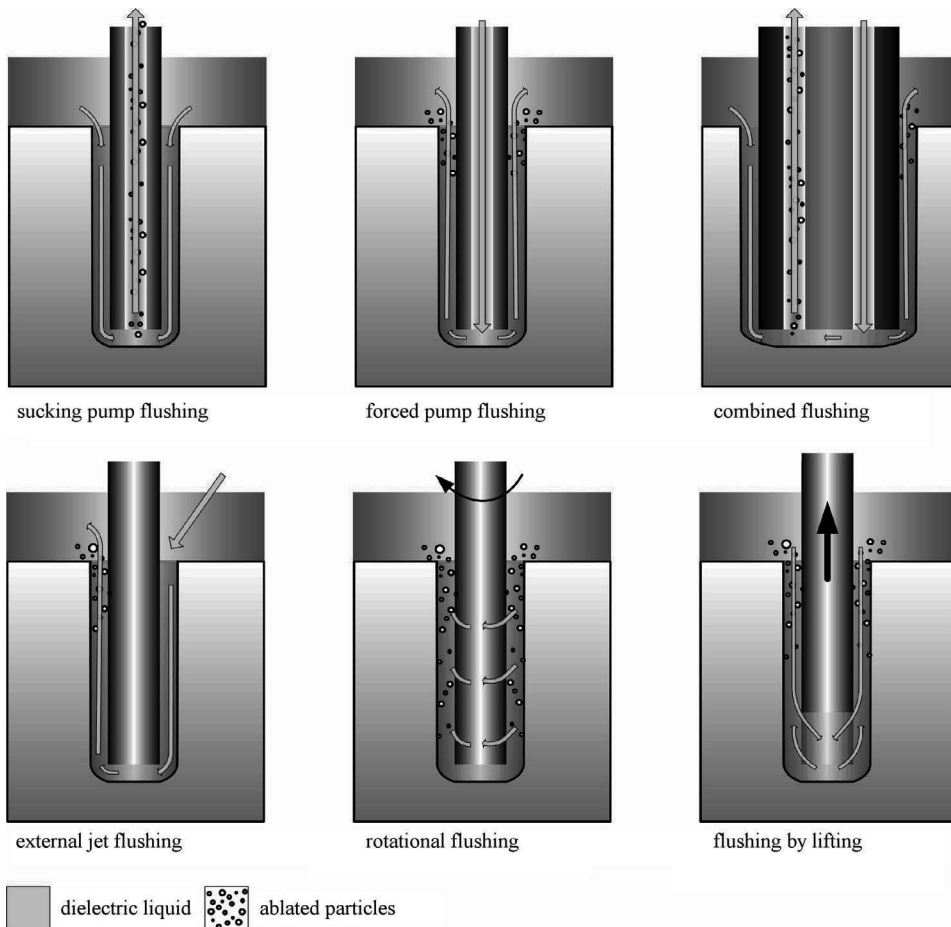 sucking pump flushing
forced pump flushing
combined flushing
external jet flushing
rotational flushing
flushing by lifting
dielectric liquid
ablated particles